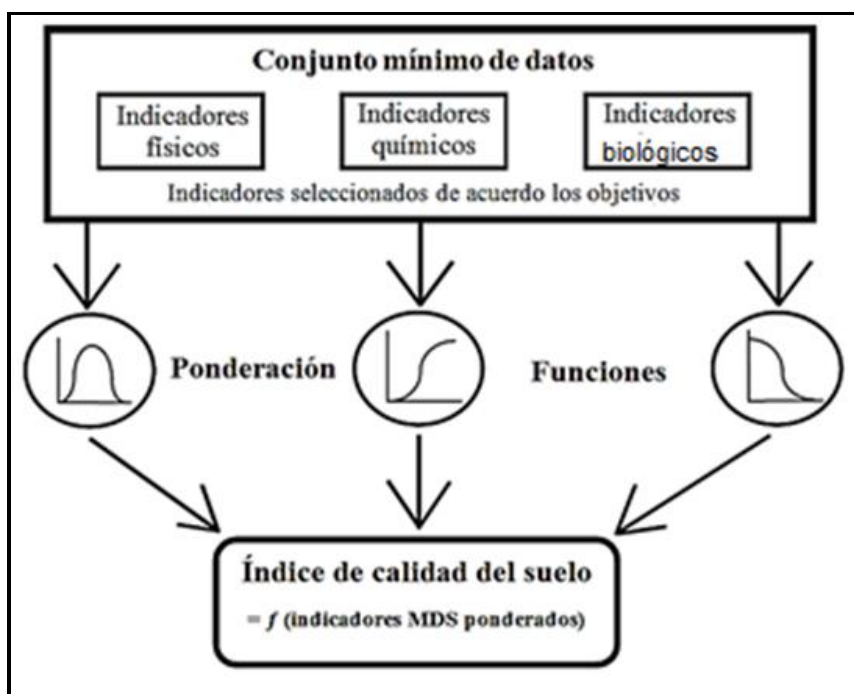 Conjunto mínimo de datos
Indicadores
físicos
Indicadores
químicos
Indicadores
biológicos
Indicadores seleccionados de acuerdo los objetivos
Ponderación
Funciones
Índice de calidad del suelo
= f (indicadores MDS ponderados)